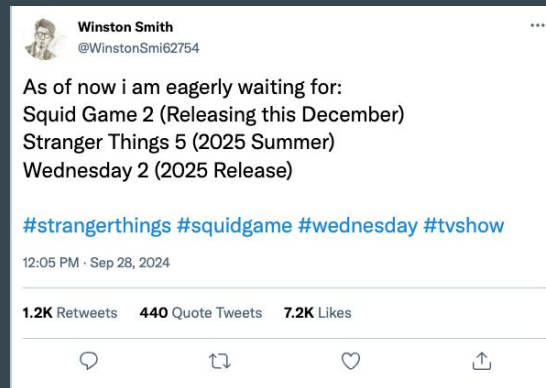 Winston Smith
@WinstonSmi62754
As of now i am eagerly waiting for:
Squid Game 2 (Releasing this December)
Stranger Things 5 (2025 Summer)
Wednesday 2 (2025 Release)
#strangerthings #squidgame #wednesday #tvshow
12:05 PM · Sep 28, 2024
1.2K Retweets 440 Quote Tweets 7.2K Likes